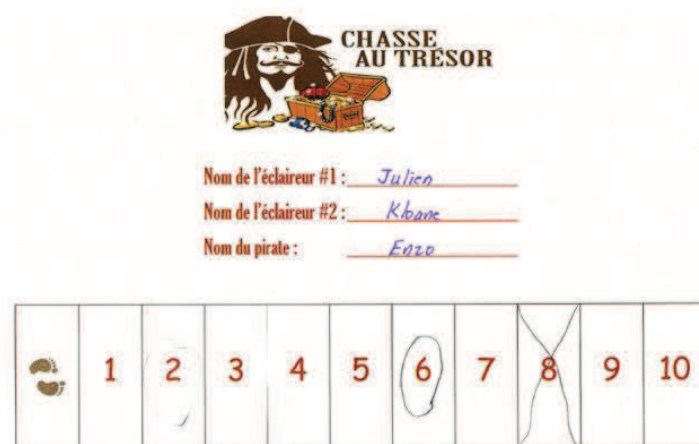 CHASSE
AU TRÉSOR
Nom de l'éclaireur #1 : Julien
Nom de l'éclaireur #2 : Kloane
Nom du pirate : Enzo
1 2 3 4 5 6 7 8 9 10